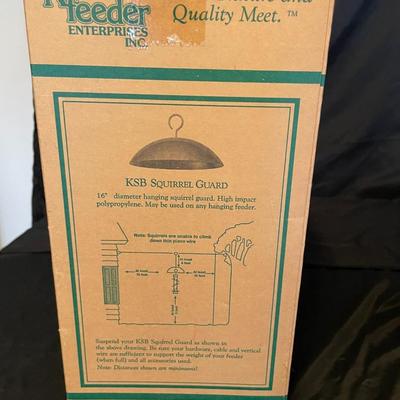 feeder
ENTERPRISES
INC.
and
Quality Meet.™
KSB SQUIRREL GUARD
16" diameter hanging squirrel guard. High impact
polypropylene. May be used on any hanging feeder.
Note: Squirrels are unable to climb
down thin piano wire
Suspend your KSB Squirrel Guard as shown in
the above drawing. Be sure your hardware, cable and vertical
wire are sufficient to support the weight of your feeder
(when full) and all accessories used.
Note: Distances shown are minimums!